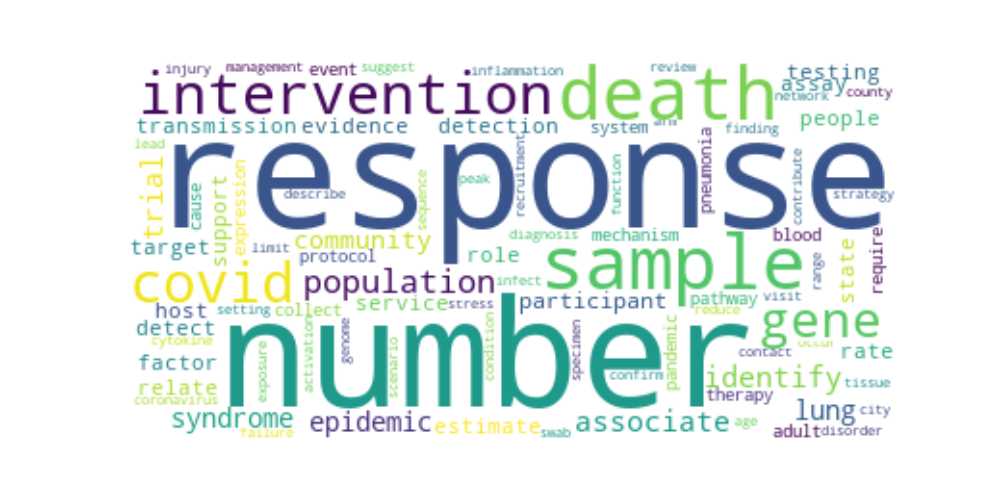 injury management event suggest inflammation review testing
intervention death assay network county
transmission evidence detection system arm finding people
lead response
trial cause support expression describe sequence peak recruitment function pneumonia contribute strategy
target limit community protocol role diagnosis mechanism blood state range require
covid population infect sample
host setting collect service stress participant pathway visit reduce
detect cytokine number gene
factor exposure activation genome scenario condition specimen confirm pandemic contact occur rate
relate coronavirus identify tissue therapy
syndrome failure epidemic estimate swab associate age adult lung city disorder